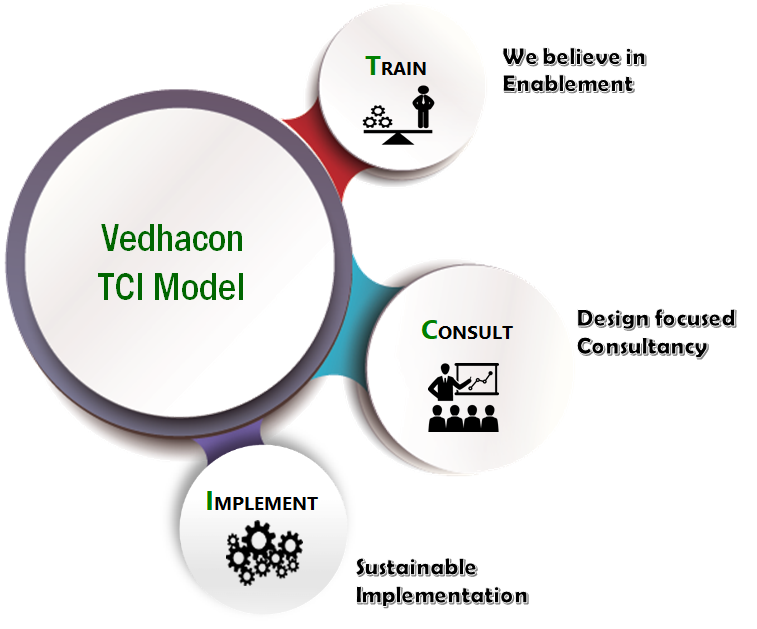 TRAIN
We believe in
Enablement
Vedhacon
TCI Model
CONSULT
Design focused
Consultancy
IMPLEMENT
Sustainable
Implementation